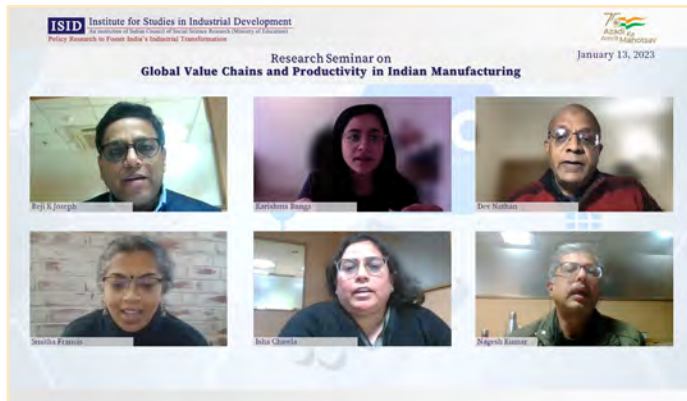 ISID
Institute for Studies in Industrial Development
An Institution of Indian Council of Social Science Research (Ministry of Education)
Policy Research to Foster India's Industrial Transformation
75
Azadi Ka
Amrit Mahotsav
January 13, 2023
Research Seminar on
Global Value Chains and Productivity in Indian Manufacturing
Reji K Joseph
Karishma Banga
Dev Nathan
Smitha Francis
Isha Chawla
Nagesh Kumar